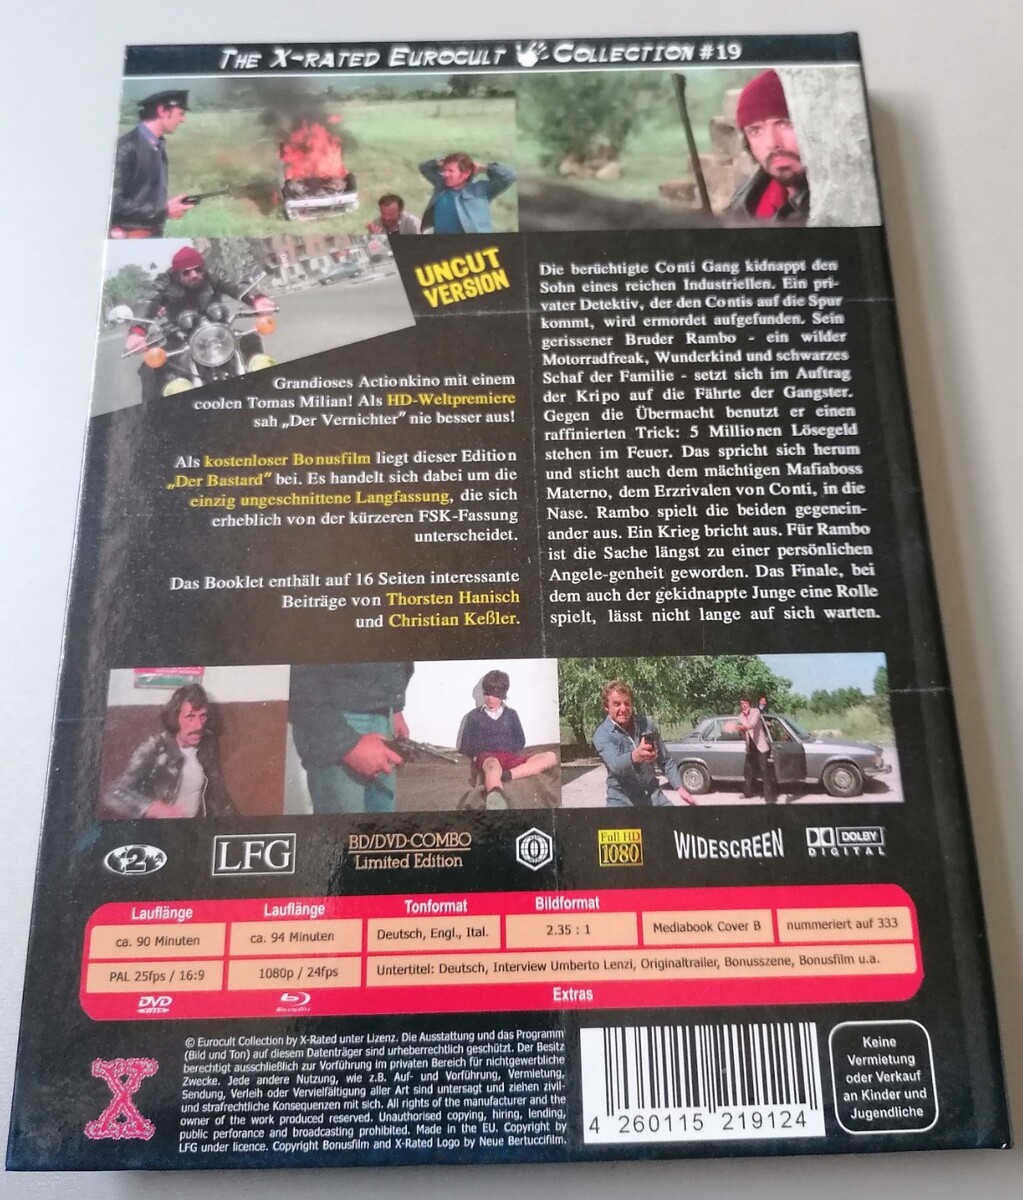 THE X-RATED EUROCULT COLLECTION #19
UNCUT
VERSION
Grandioses Actionkino mit einem
coolen Tomas Milian! Als HD-Weltpremiere
sah „Der Vernichter" nie besser aus!
Als kostenloser Bonusfilm liegt dieser Edition
„Der Bastard" bei. Es handelt sich dabei um die
einzig ungeschnittene Langfassung, die sich
erheblich von der kürzeren FSK-Fassung
unterscheidet.
Das Booklet enthält auf 16 Seiten interessante
Beiträge von Thorsten Hanisch
und Christian Keßler.
Die berüchtigte Conti Gang kidnappt den
Sohn eines reichen Industriellen. Ein pri-
vater Detektiv, der den Contis auf die Spur
kommt, wird ermordet aufgefunden. Sein
gerissener Bruder Rambo - ein wilder
Motorradfreak, Wunderkind und schwarzes
Schaf der Familie - setzt sich im Auftrag
der Kripo auf die Fährte der Gangster.
Gegen die Übermacht benutzt er einen
raffinierten Trick: 5 Millionen Lösegeld
stehen im Feuer. Das spricht sich herum
und sticht auch dem mächtigen Mafiaboss
Materno, dem Erzrivalen von Conti, in die
Nase. Rambo spielt die beiden gegenein-
ander aus. Ein Krieg bricht aus. Für Rambo
ist die Sache längst zu einer persönlichen
Angele-genheit geworden. Das Finale, bei
dem auch der gekidnappte Junge eine Rolle
spielt, lässt nicht lange auf sich warten.
2
LFG
BD/DVD-COMBO
Limited Edition
0
Full HD
1080
WIDESCREEN
DOLBY
DIGITAL
Lauflänge Lauflänge Tonformat Bildformat
ca. 90 Minuten ca. 94 Minuten Deutsch, Engl., Ital. 2.35 : 1 Mediabook Cover B nummeriert auf 333
PAL 25fps / 16:9 1080p / 24fps Untertitel: Deutsch, Interview Umberto Lenzi, Originaltrailer, Bonusszene, Bonusfilm u.a.
DVD VIDEO Blu-ray Disc Extras
© Eurocult Collection by X-Rated unter Lizenz. Die Ausstattung und das Programm
(Bild und Ton) auf diesem Datenträger sind urheberrechtlich geschützt. Der Besitz
berechtigt ausschließlich zur Vorführung im privaten Bereich für nichtgewerbliche
Zwecke. Jede andere Nutzung, wie z.B. Auf- und Vorführung, Vermietung,
Sendung, Verleih oder Vervielfältigung aller Art sind untersagt und ziehen zivil-
und strafrechtliche Konsequenzen mit sich. All rights of the manufacturer and the
owner of the work produced reserved. Unauthorised copying, hiring, lending,
public perforance and broadcasting prohibited. Made in the EU. Copyright by
LFG under licence. Copyright Bonusfilm and X-Rated Logo by Neue Bertuccifilm.
X
4 260115 219124
Keine
Vermietung
oder Verkauf
an Kinder und
Jugendliche